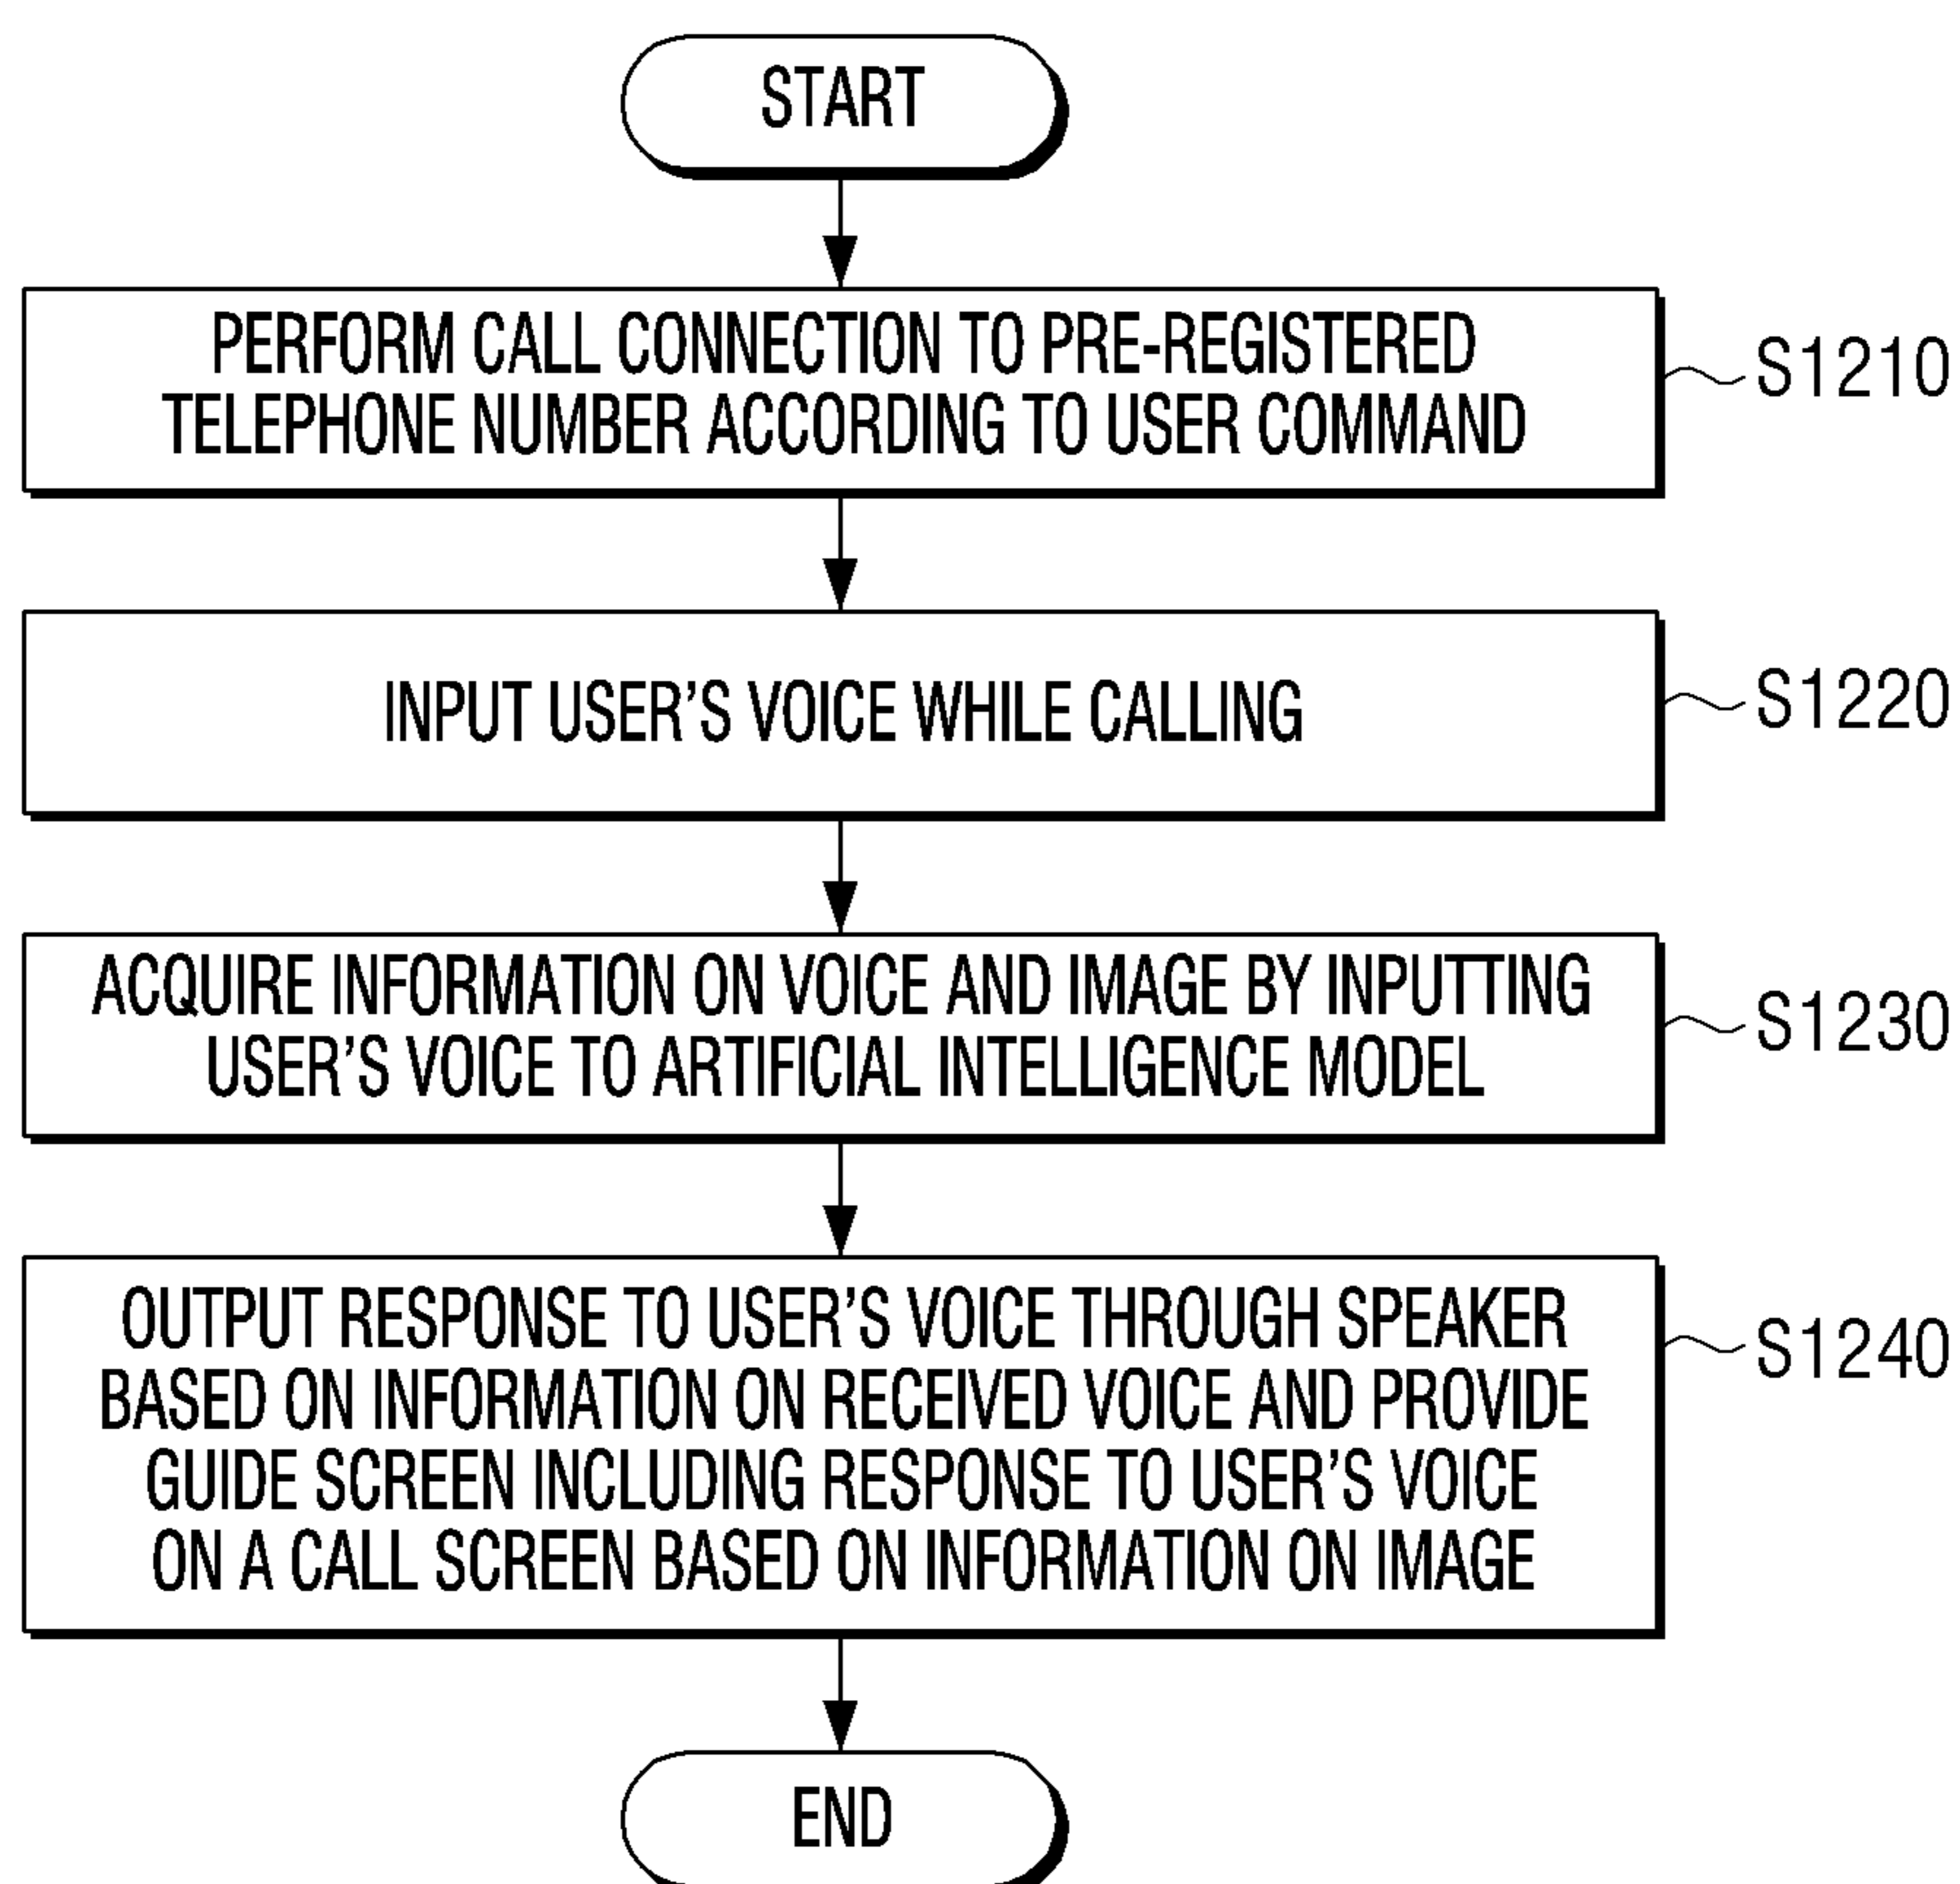 START
PERFORM CALL CONNECTION TO PRE-REGISTERED
TELEPHONE NUMBER ACCORDING TO USER COMMAND
S1210
INPUT USER'S VOICE WHILE CALLING
S1220
ACQUIRE INFORMATION ON VOICE AND IMAGE BY INPUTTING
USER'S VOICE TO ARTIFICIAL INTELLIGENCE MODEL
S1230
OUTPUT RESPONSE TO USER'S VOICE THROUGH SPEAKER
BASED ON INFORMATION ON RECEIVED VOICE AND PROVIDE
GUIDE SCREEN INCLUDING RESPONSE TO USER'S VOICE
ON A CALL SCREEN BASED ON INFORMATION ON IMAGE
S1240
END